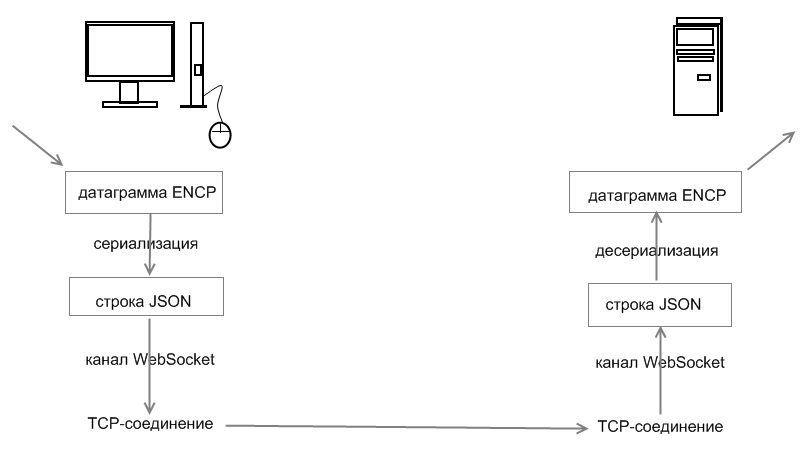 датаграмма ENCP
сериализация
строка JSON
канал WebSocket
TCP-соединение
датаграмма ENCP
десериализация
строка JSON
канал WebSocket
TCP-соединение